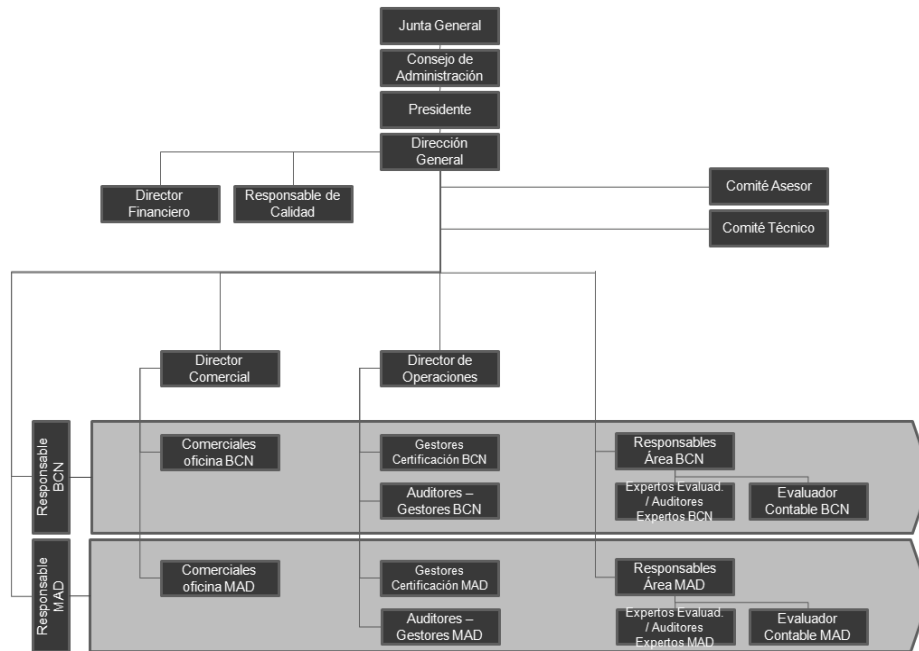 Junta General
Consejo de
Administración
Presidente
Dirección
General
Director
Financiero
Responsable de
Calidad
Comité Asesor
Comité Técnico
Director
Comercial
Director de
Operaciones
Responsable
BCN
Comerciales
oficina BCN
Gestores
Certificación BCN
Auditores –
Gestores BCN
Responsables
Área BCN
Expertos Evaluad.
/ Auditores
Expertos BCN
Evaluador
Contable BCN
Responsable
MAD
Comerciales
oficina MAD
Gestores
Certificación MAD
Auditores –
Gestores MAD
Responsables
Área MAD
Expertos Evaluad.
/ Auditores
Expertos MAD
Evaluador
Contable MAD